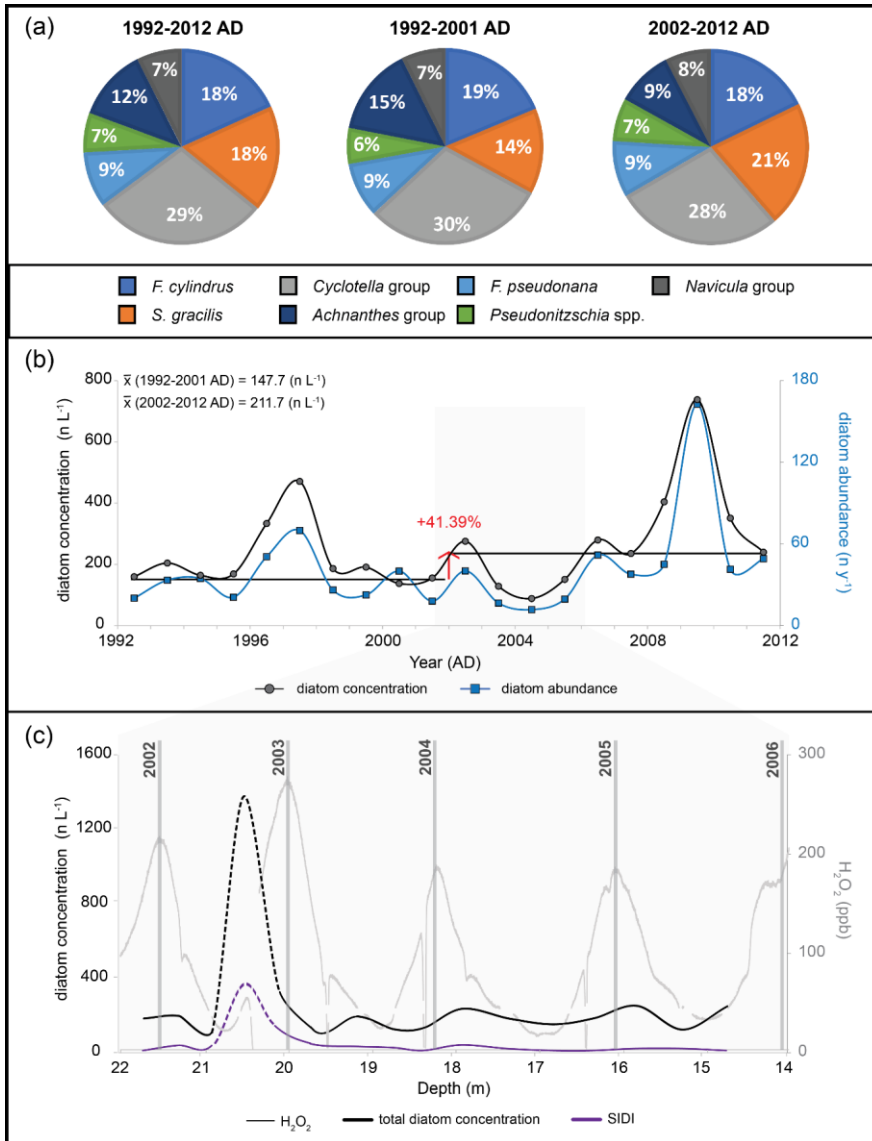 (a)
1992-2012 AD
1992-2001 AD
2002-2012 AD
7%
18%
18%
29%
9%
7%
12%
7%
19%
14%
30%
9%
6%
15%
8%
18%
21%
28%
9%
7%
9%
F. cylindrus
Cyclotella group
F. pseudonana
Navicula group
S. gracilis
Achnanthes group
Pseudonitzschia spp.
(b)
x̄ (1992-2001 AD) = 147.7 (n L⁻¹)
x̄ (2002-2012 AD) = 211.7 (n L⁻¹)
diatom concentration (n L⁻¹)
800
600
400
200
0
+41.39%
180
120
60
0
diatom abundance (n y⁻¹)
1992
1996
2000
2004
2008
2012
Year (AD)
diatom concentration
diatom abundance
(c)
diatom concentration (n L⁻¹)
1600
1200
800
400
0
2002
2003
2004
2005
2006
300
200
100
0
H₂O₂ (ppb)
22
21
20
19
18
17
16
15
14
Depth (m)
H₂O₂
total diatom concentration
SIDI